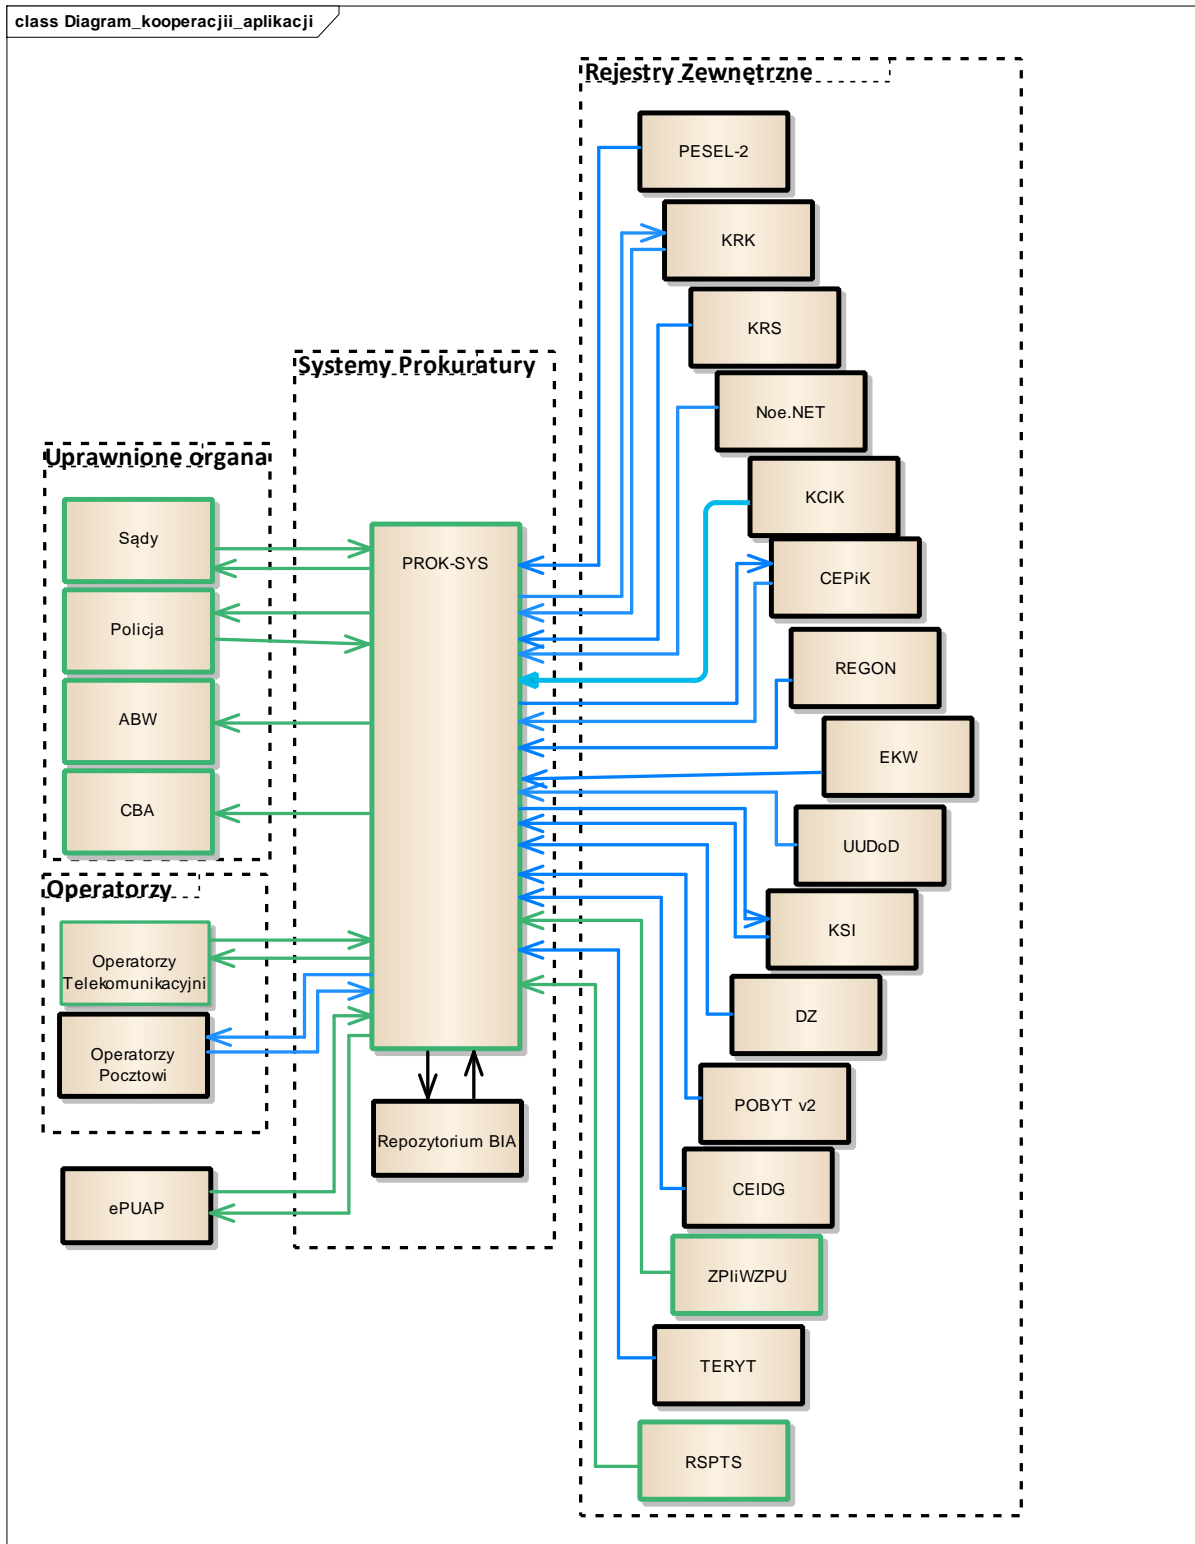 class Diagram_kooperacjii_aplikacji
Rejestry Zewnętrzne
PESEL-2
KRK
KRS
Noe.NET
KCIK
CEPiK
REGON
EKW
UUDoD
KSI
DZ
POBYT v2
CEIDG
ZPIiWZPU
TERYT
RSPTS
Systemy Prokuratury
PROK-SYS
Repozytorium BIA
Uprawnione organa
Sądy
Policja
ABW
CBA
Operatorzy
Operatorzy
Telekomunikacyjni
Operatorzy
Pocztowi
ePUAP